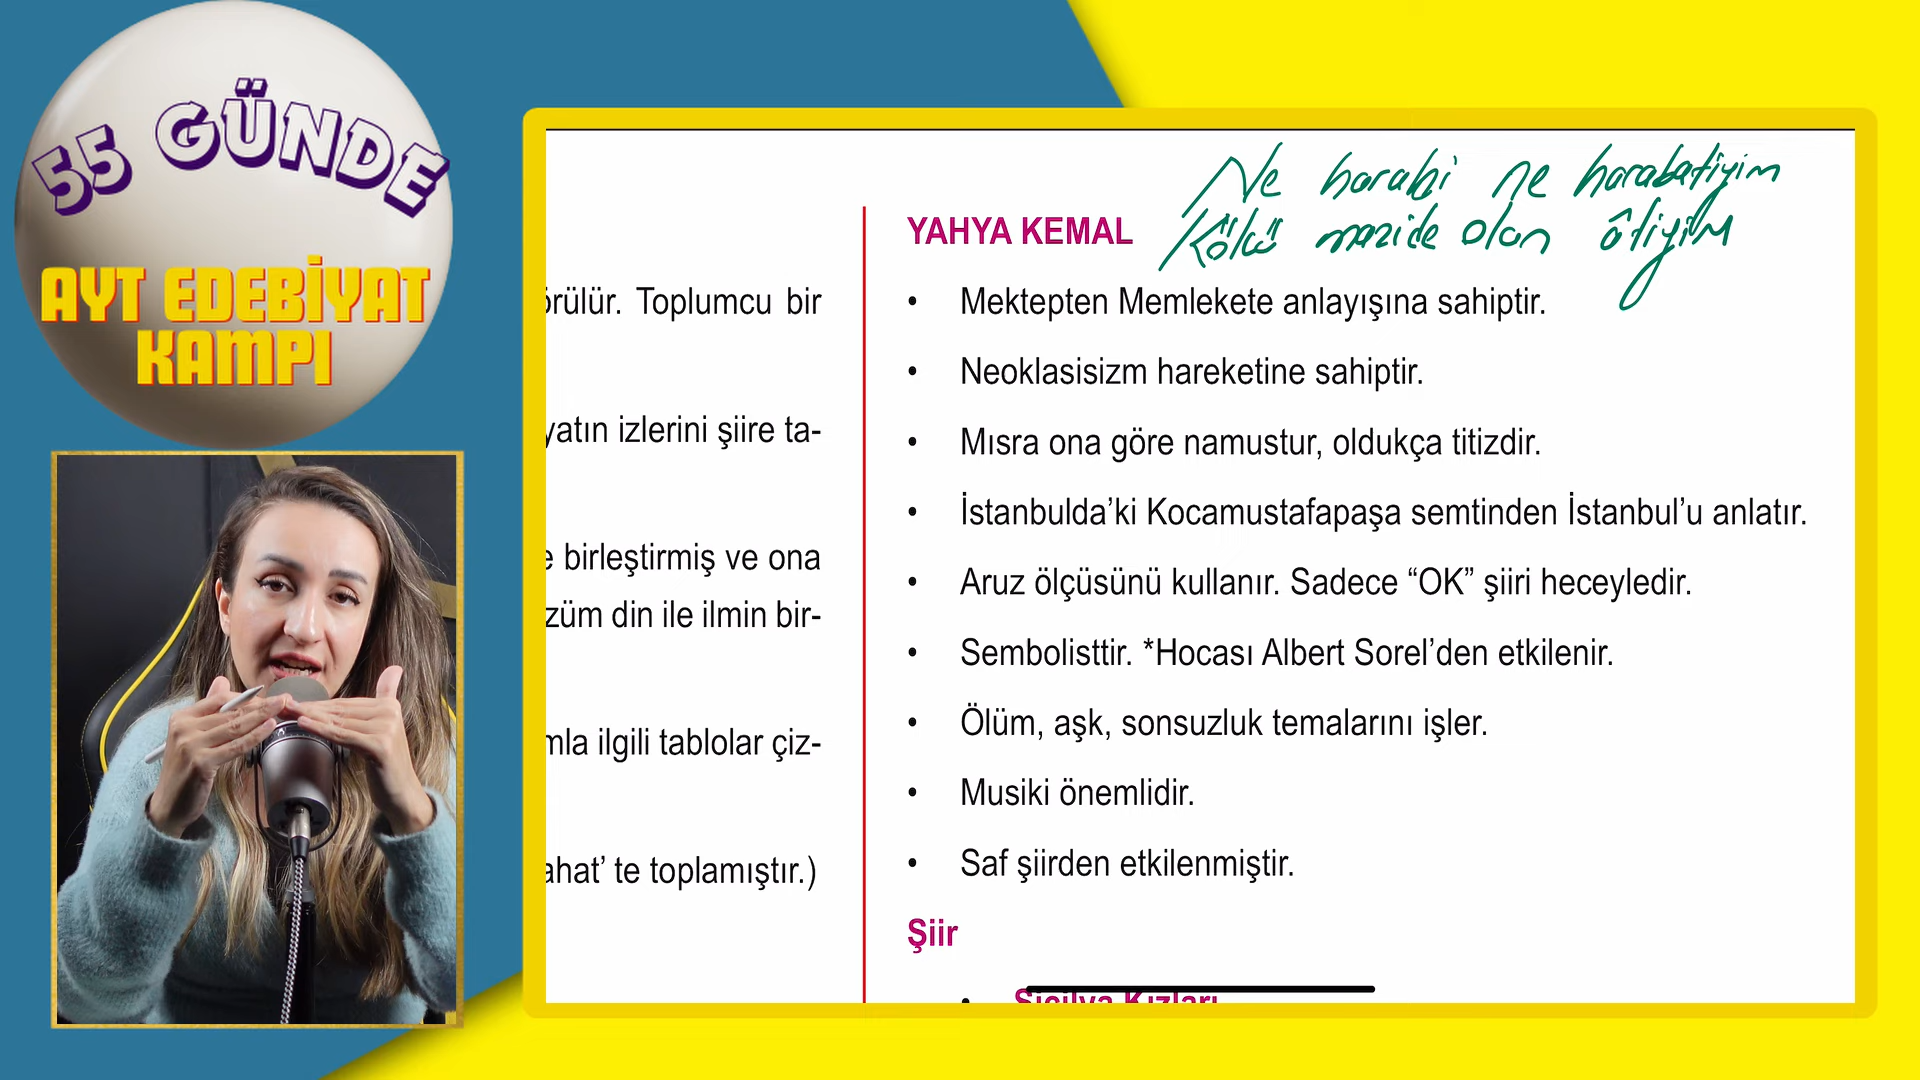 55 GÜNDE
AYT EDEBİYAT
KAMPI
örülür. Toplumcu bir
yatın izlerini şiire ta-
e birleştirmiş ve ona
züm din ile ilmin bir-
mla ilgili tablolar çiz-
ahat’ te toplamıştır.)
Ne harabi ne harabatiyim
Kökü mazide olan âtiyim
YAHYA KEMAL
• Mektepten Memlekete anlayışına sahiptir.
• Neoklasisizm hareketine sahiptir.
• Mısra ona göre namustur, oldukça titizdir.
• İstanbulda’ki Kocamustafapaşa semtinden İstanbul’u anlatır.
• Aruz ölçüsünü kullanır. Sadece “OK” şiiri heceyledir.
• Sembolisttir. *Hocası Albert Sorel’den etkilenir.
• Ölüm, aşk, sonsuzluk temalarını işler.
• Musiki önemlidir.
• Saf şiirden etkilenmiştir.
Şiir
• Sicilya Kızları